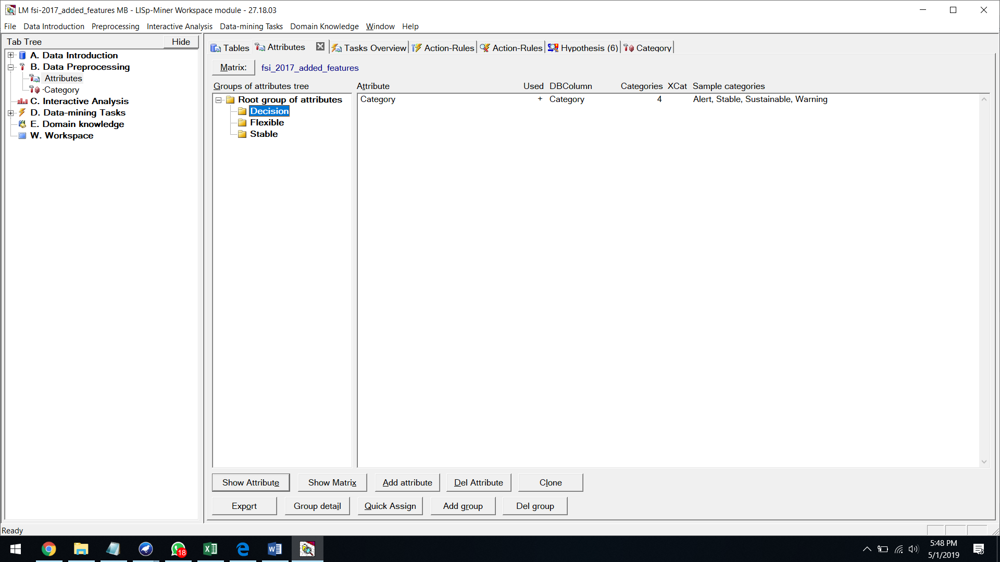 LM fsi-2017_added_features MB - LISp-Miner Workspace module - 27.18.03
File Data Introduction Preprocessing Interactive Analysis Data-mining Tasks Domain Knowledge Window Help
Tab Tree Hide
A. Data Introduction
B. Data Preprocessing
Attributes
·Category
C. Interactive Analysis
D. Data-mining Tasks
E. Domain knowledge
W. Workspace
Tables Attributes Tasks Overview Action-Rules Action-Rules Hypothesis (6) Category
Matrix: fsi_2017_added_features
Groups of attributes tree
Root group of attributes
Decision
Flexible
Stable
Attribute Used DBColumn Categories XCat Sample categories
Category + Category 4 Alert, Stable, Sustainable, Warning
Show Attribute Show Matrix Add attribute Del Attribute Clone
Export Group detail Quick Assign Add group Del group
Ready
18
5:48 PM
5/1/2019